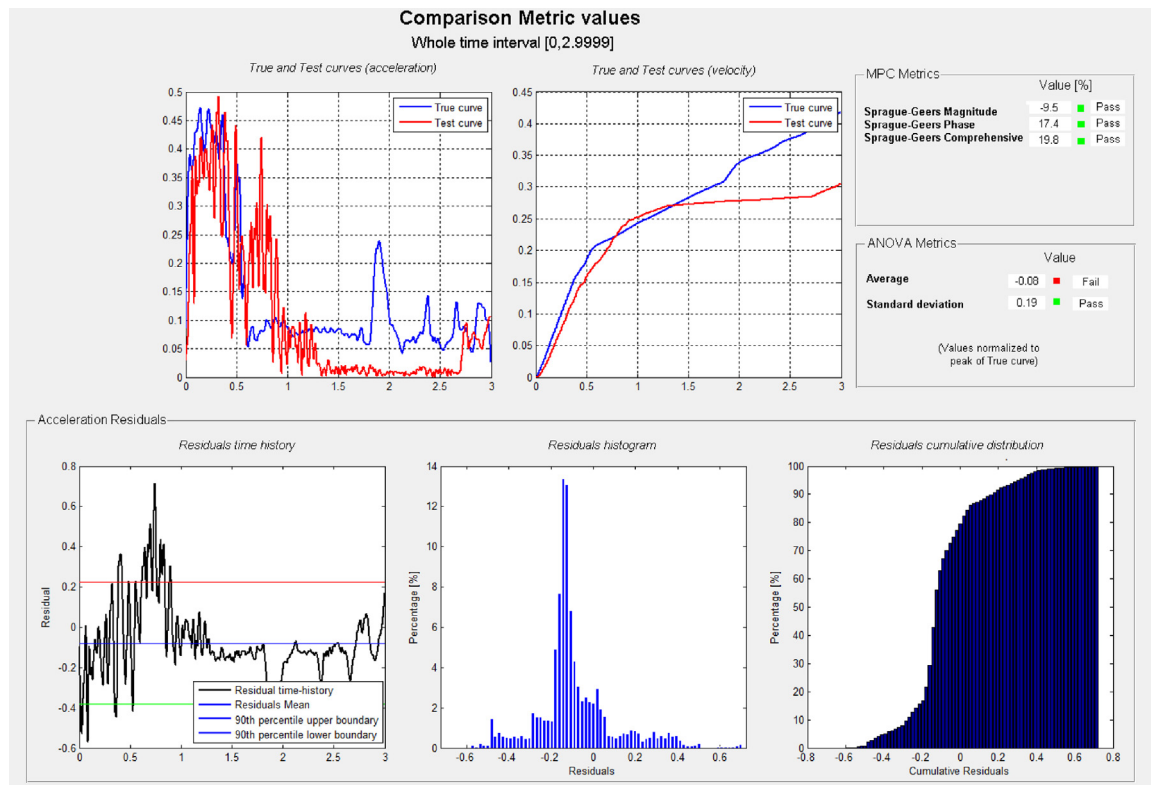 Comparison Metric values
Whole time interval [0,2.9999]
True and Test curves (acceleration)
0.5
0.45
0.4
0.35
0.3
0.25
0.2
0.15
0.1
0.05
0
0 0.5 1 1.5 2 2.5 3
True curve
Test curve
True and Test curves (velocity)
0.45
0.4
0.35
0.3
0.25
0.2
0.15
0.1
0.05
0
0 0.5 1 1.5 2 2.5 3
True curve
Test curve
MPC Metrics
Value [%]
Sprague-Geers Magnitude -9.5 Pass
Sprague-Geers Phase 17.4 Pass
Sprague-Geers Comprehensive 19.8 Pass
ANOVA Metrics
Value
Average -0.08 Fail
Standard deviation 0.19 Pass
(Values normalized to
peak of True curve)
Acceleration Residuals
Residuals time history
0.8
0.6
0.4
0.2
0
-0.2
-0.4
-0.6
Residual
0 0.5 1 1.5 2 2.5 3
Residual time-history
Residuals Mean
90th percentile upper boundary
90th percentile lower boundary
Residuals histogram
14
12
10
8
6
4
2
0
Percentage [%]
-0.6 -0.4 -0.2 0 0.2 0.4 0.6
Residuals
Residuals cumulative distribution
100
90
80
70
60
50
40
30
20
10
0
Percentage [%]
-0.8 -0.6 -0.4 -0.2 0 0.2 0.4 0.6 0.8
Cumulative Residuals